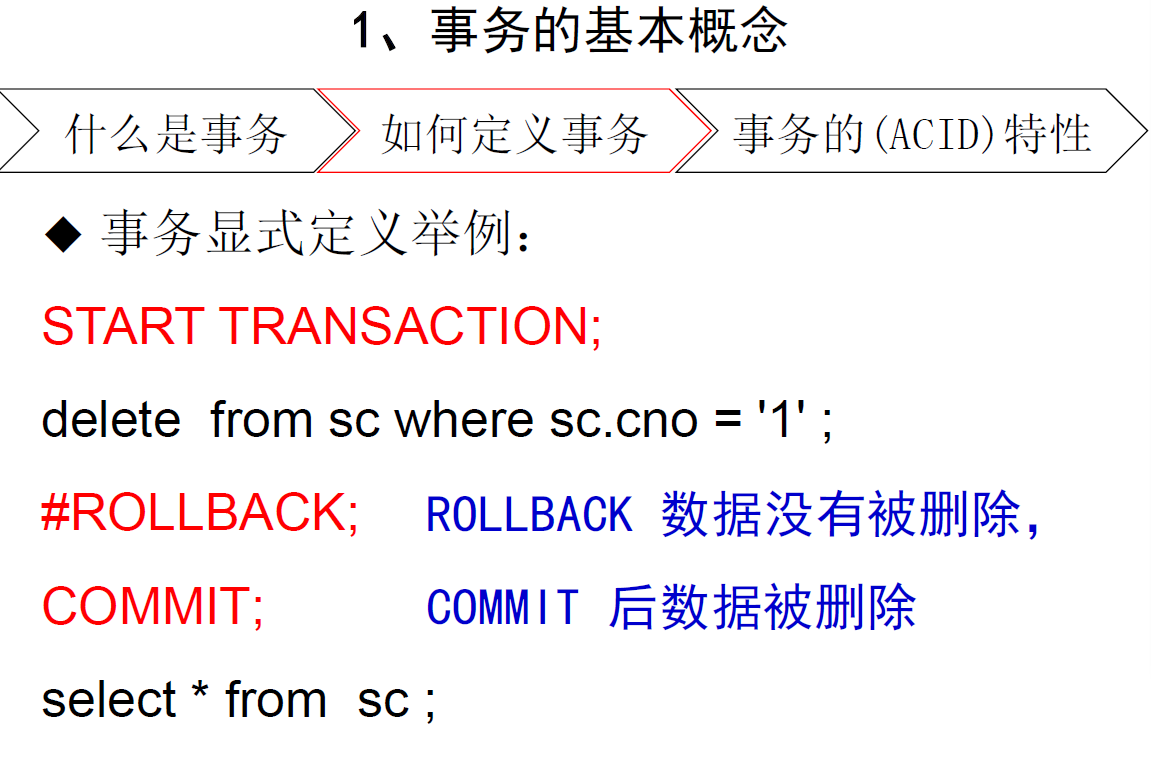 1、事务的基本概念
什么是事务 如何定义事务 事务的(ACID)特性
◆ 事务显式定义举例：
START TRANSACTION;
delete  from sc where sc.cno = '1' ;
#ROLLBACK; ROLLBACK 数据没有被删除，
COMMIT; COMMIT 后数据被删除
select * from  sc ;